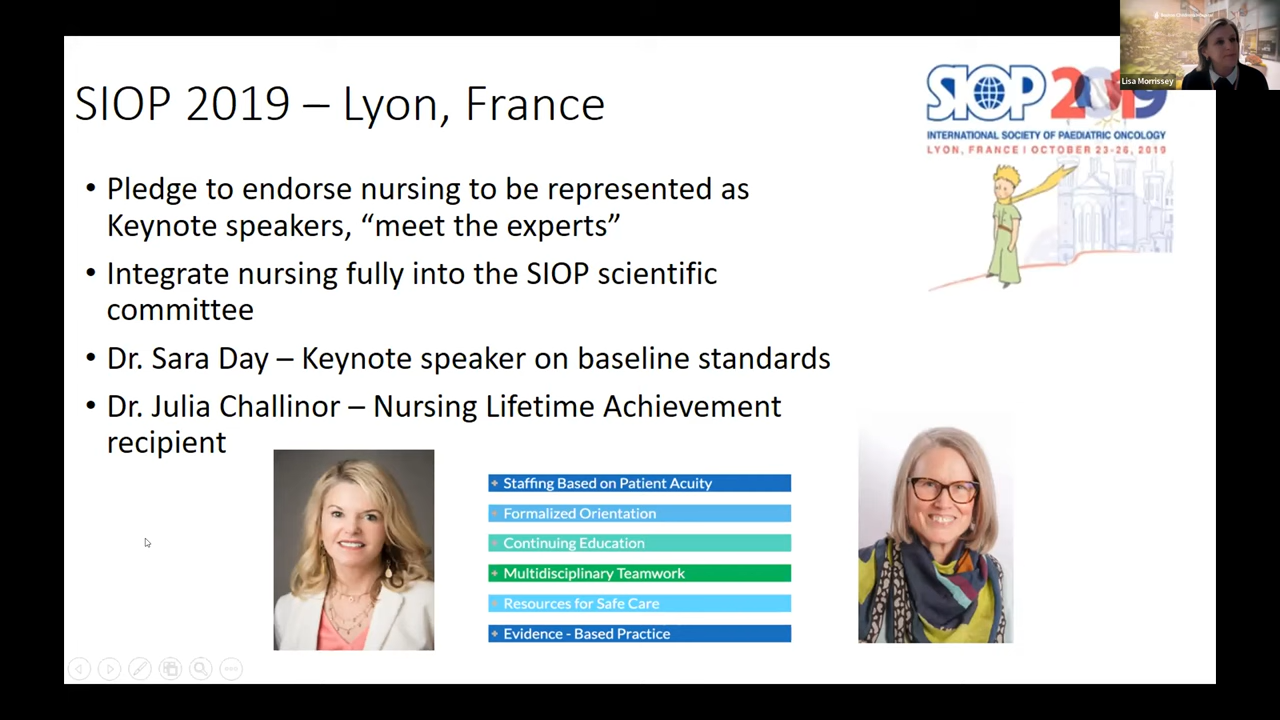 SIOP 2019 – Lyon, France
SIOP 2019
INTERNATIONAL SOCIETY OF PAEDIATRIC ONCOLOGY
LYON, FRANCE | OCTOBER 23-26, 2019
Lisa Morrissey
• Pledge to endorse nursing to be represented as
Keynote speakers, “meet the experts”
• Integrate nursing fully into the SIOP scientific
committee
• Dr. Sara Day – Keynote speaker on baseline standards
• Dr. Julia Challinor – Nursing Lifetime Achievement
recipient
Staffing Based on Patient Acuity
Formalized Orientation
Continuing Education
Multidisciplinary Teamwork
Resources for Safe Care
Evidence - Based Practice